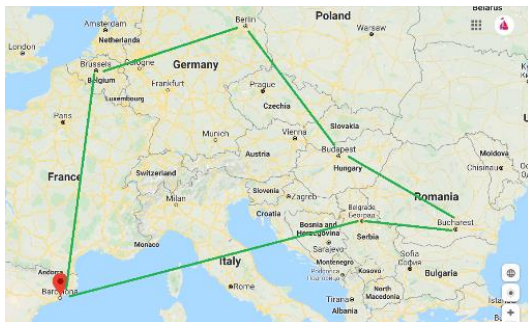 Belarus
Amsterdam
Berlin
Poland
Netherlands
Warsaw
London
Brussels
Cologne
Belgium
Germany
Frankfurt
Luxembourg
Prague
Paris
Czechia
Slovakia
Munich
Vienna
Budapest
Moldova
Austria
Hungary
Chisinau
Switzerland
France
Slovenia
Zagreb
Romania
Milan
Croatia
Belgrade
Bucharest
Bosnia and
Herzegovina
Serbia
Monaco
Sarajevo
Italy
Montenegro
Sofia
София
Andorra
Kosovo
Bulgaria
Rome
North
Macedonia
Barcelona
Tirana
Albania